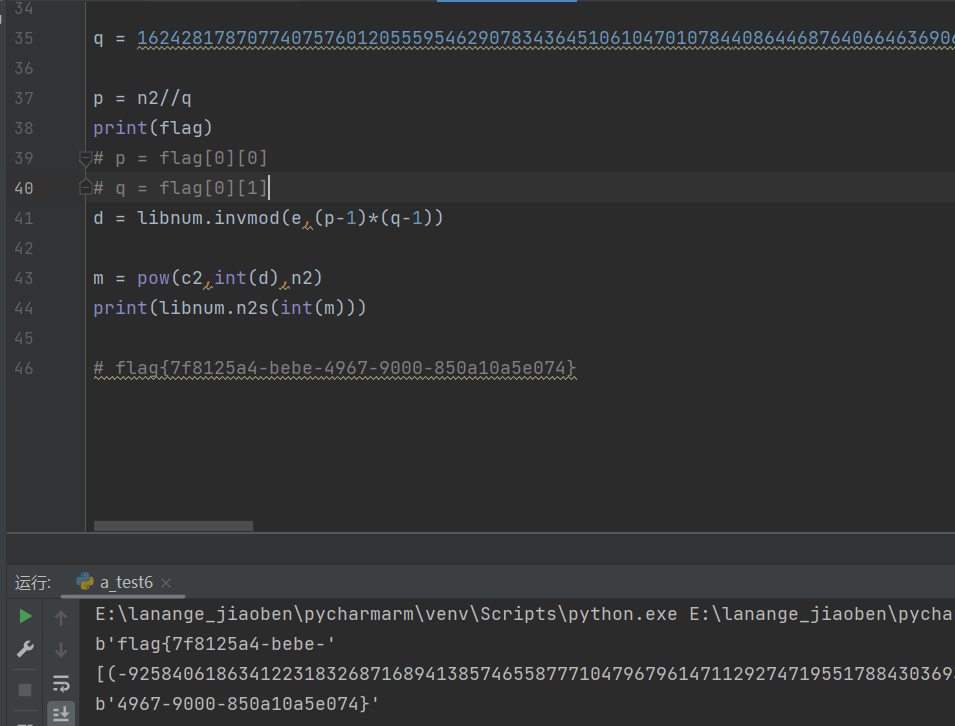 34
35 q = 162428178707740757601205559546290783436451061047010784408644687640664636906
36
37 p = n2//q
38 print(flag)
39 # p = flag[0][0]
40 # q = flag[0][1]
41 d = libnum.invmod(e,(p-1)*(q-1))
42
43 m = pow(c2,int(d),n2)
44 print(libnum.n2s(int(m)))
45
46 # flag{7f8125a4-bebe-4967-9000-850a10a5e074}
运行: a_test6
E:\lanange_jiaoben\pycharmarm\venv\Scripts\python.exe E:\lanange_jiaoben\pycha
b'flag{7f8125a4-bebe-'
[(-925840618634122318326871689413857465587771047967961471129274719551788430369
b'4967-9000-850a10a5e074}'